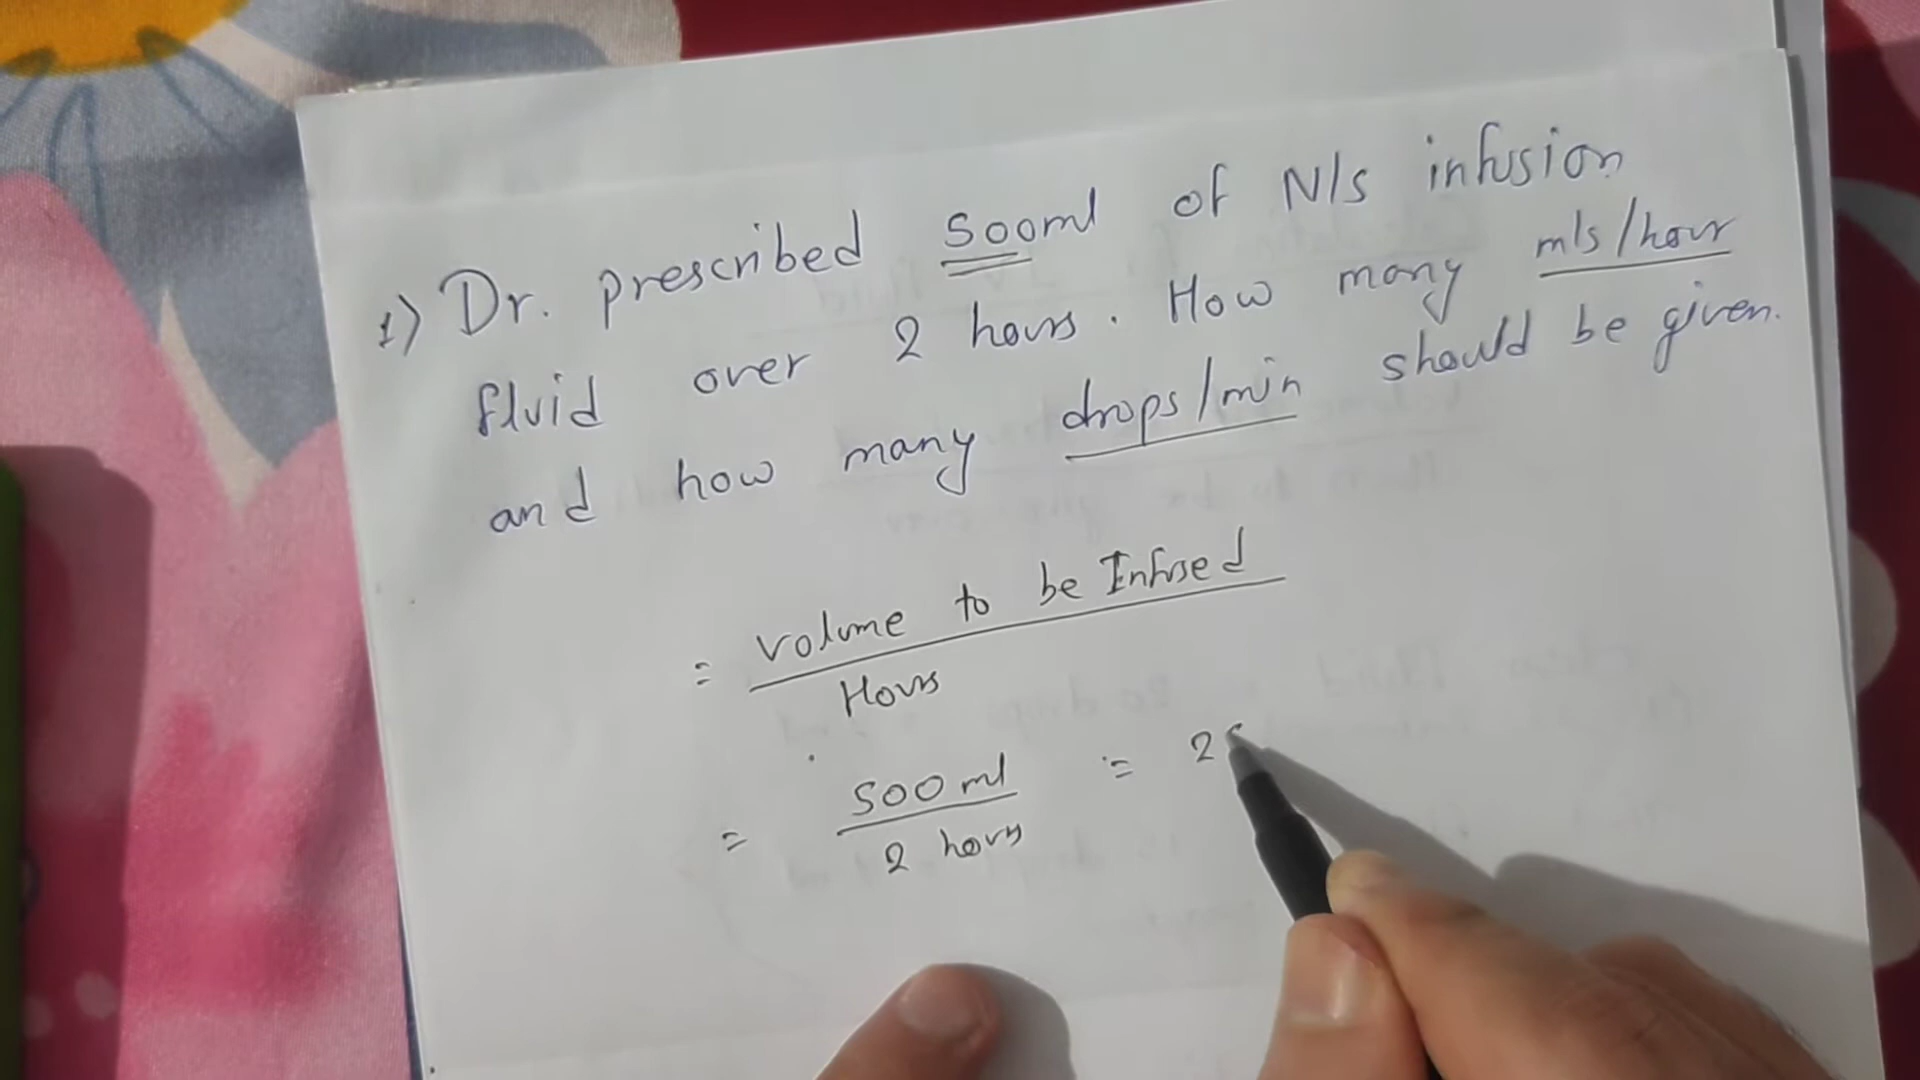 1) Dr. prescribed 500ml of N/s infusion
fluid over 2 hours. How many mls/hour
and how many drops/min should be given.
= volume to be Infused
Hours
= 500 ml = 25
2 hours